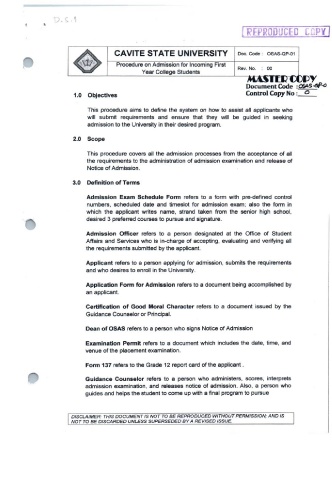 D.S.1
REPRODUCED COPY
CAVITE STATE UNIVERSITY
Doc. Code : OSAS-QP-01
Procedure on Admission for Incoming First
Year College Students
Rev. No. : 00
MASTER COPY
Document Code : OSAS-QP-0
Control Copy No : 0
1.0 Objectives
This procedure aims to define the system on how to assist all applicants who
will submit requirements and ensure that they will be guided in seeking
admission to the University in their desired program.
2.0 Scope
This procedure covers all the admission processes from the acceptance of all
the requirements to the administration of admission examination and release of
Notice of Admission.
3.0 Definition of Terms
Admission Exam Schedule Form refers to a form with pre-defined control
numbers, scheduled date and timeslot for admission exam; also the form in
which the applicant writes name, strand taken from the senior high school,
desired 3 preferred courses to pursue and signature.
Admission Officer refers to a person designated at the Office of Student
Affairs and Services who is in-charge of accepting, evaluating and verifying all
the requirements submitted by the applicant.
Applicant refers to a person applying for admission, submits the requirements
and who desires to enroll in the University.
Application Form for Admission refers to a document being accomplished by
an applicant.
Certification of Good Moral Character refers to a document issued by the
Guidance Counselor or Principal.
Dean of OSAS refers to a person who signs Notice of Admission
Examination Permit refers to a document which includes the date, time, and
venue of the placement examination.
Form 137 refers to the Grade 12 report card of the applicant .
Guidance Counselor refers to a person who administers, scores, interprets
admission examination, and releases notice of admission. Also, a person who
guides and helps the student to come up with a final program to pursue
DISCLAIMER: THIS DOCUMENT IS NOT TO BE REPRODUCED WITHOUT PERMISSION; AND IS
NOT TO BE DISCARDED UNLESS SUPERSEDED BY A REVISED ISSUE.